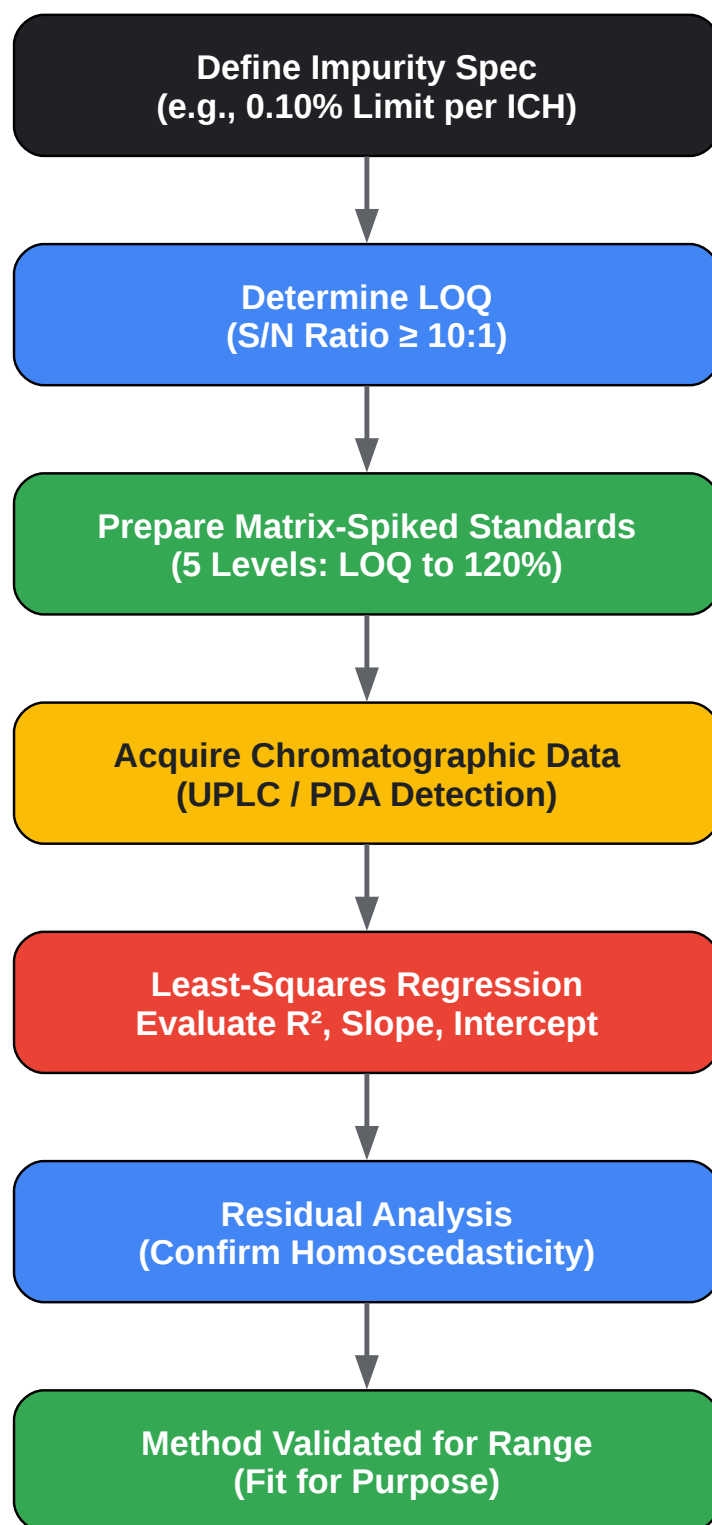 Define Impurity Spec
(e.g., 0.10% Limit per ICH)
Determine LOQ
(S/N Ratio ≥ 10:1)
Prepare Matrix-Spiked Standards
(5 Levels: LOQ to 120%)
Acquire Chromatographic Data
(UPLC / PDA Detection)
Least-Squares Regression
Evaluate R², Slope, Intercept
Residual Analysis
(Confirm Homoscedasticity)
Method Validated for Range
(Fit for Purpose)